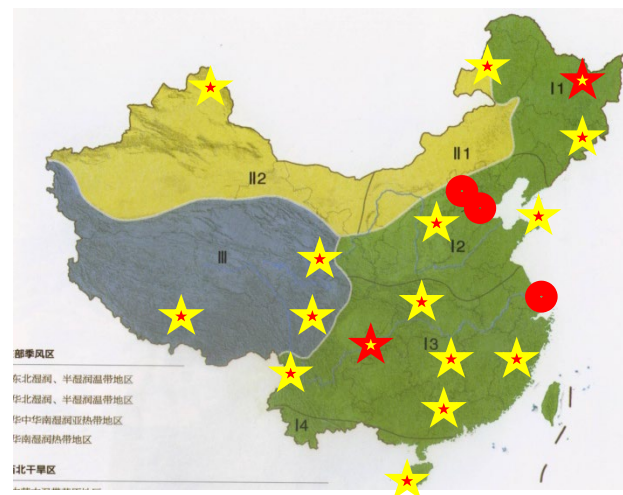 I1
II1
II2
I2
III
I3
I4
部季风区
东北湿润、半湿润温带地区
华北湿润、半湿润温带地区
华中华南湿润亚热带地区
华南湿润热带地区
北干旱区